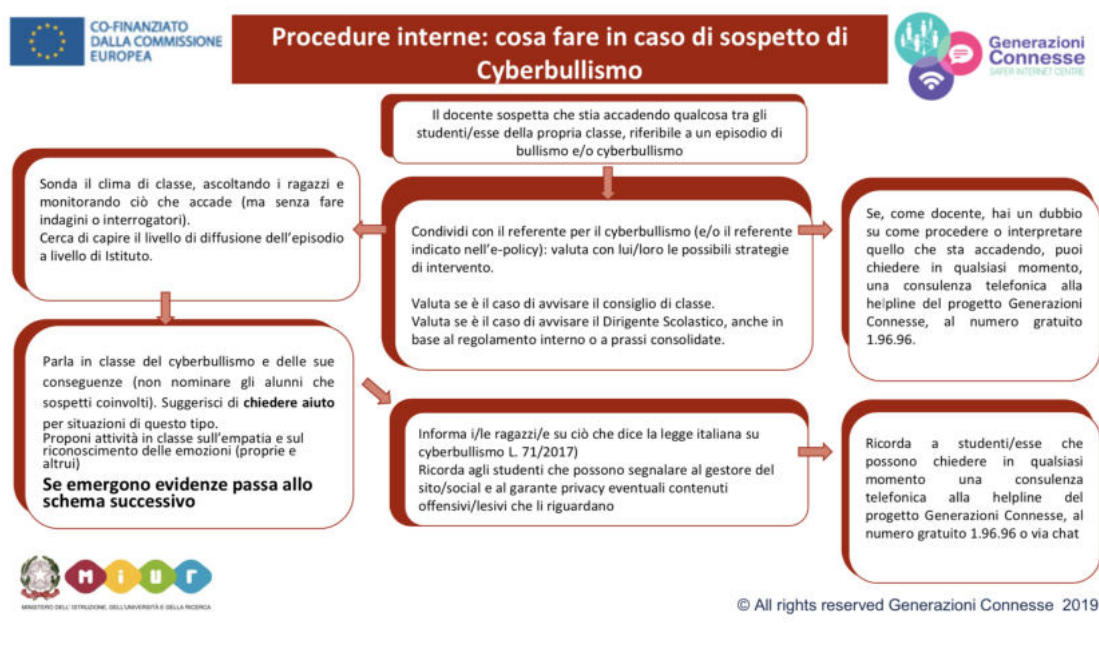 CO-FINANZIATO
DALLA COMMISSIONE
EUROPEA
Procedure interne: cosa fare in caso di sospetto di
Cyberbullismo
Generazioni
Connesse
SAFER INTERNET CENTRE
Il docente sospetta che stia accadendo qualcosa tra gli
studenti/esse della propria classe, riferibile a un episodio di
bullismo e/o cyberbullismo
Condividi con il referente per il cyberbullismo (e/o il referente
indicato nell'e-policy): valuta con lui/loro le possibili strategie
di intervento.
Valuta se è il caso di avvisare il consiglio di classe.
Valuta se è il caso di avvisare il Dirigente Scolastico, anche in
base al regolamento interno o a prassi consolidate.
Se, come docente, hai un dubbio
su come procedere o interpretare
quello che sta accadendo, puoi
chiedere in qualsiasi momento,
una consulenza telefonica alla
helpline del progetto Generazioni
Connesse, al numero gratuito
1.96.96.
Sonda il clima di classe, ascoltando i ragazzi e
monitorando ciò che accade (ma senza fare
indagini o interrogatori).
Cerca di capire il livello di diffusione dell'episodio
a livello di Istituto.
Parla in classe del cyberbullismo e delle sue
conseguenze (non nominare gli alunni che
sospetti coinvolti). Suggerisci di chiedere aiuto
per situazioni di questo tipo.
Proponi attività in classe sull'empatia e sul
riconoscimento delle emozioni (proprie e
altrui)
Se emergono evidenze passa allo
schema successivo
Informa i/le ragazzi/e su ciò che dice la legge italiana su
cyberbullismo L. 71/2017)
Ricorda agli studenti che possono segnalare al gestore del
sito/social e al garante privacy eventuali contenuti
offensivi/lesivi che li riguardano
Ricorda a studenti/esse che
possono chiedere in qualsiasi
momento una consulenza
telefonica alla helpline del
progetto Generazioni Connesse, al
numero gratuito 1.96.96 o via chat
MIUR
MINISTERO DELL'ISTRUZIONE, DELL'UNIVERSITÀ E DELLA RICERCA
© All rights reserved Generazioni Connesse 2019